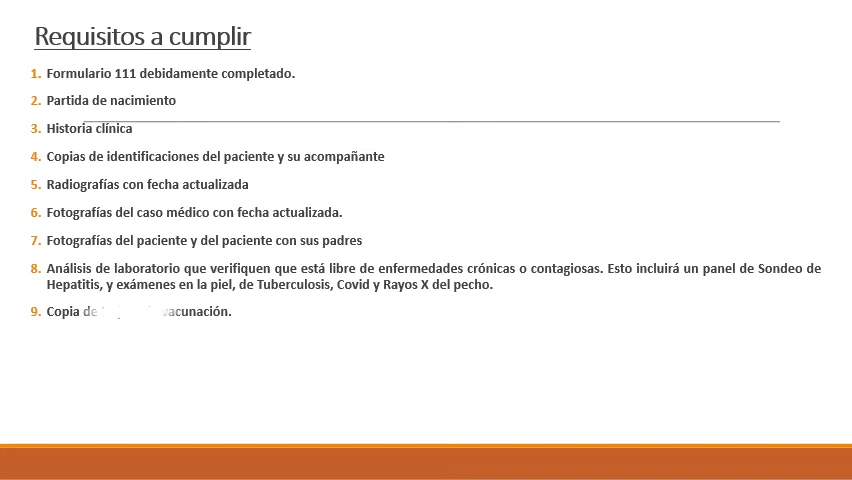 Requisitos a cumplir
1. Formulario 111 debidamente completado.
2. Partida de nacimiento
3. Historia clínica
4. Copias de identificaciones del paciente y su acompañante
5. Radiografías con fecha actualizada
6. Fotografías del caso médico con fecha actualizada.
7. Fotografías del paciente y del paciente con sus padres
8. Análisis de laboratorio que verifiquen que está libre de enfermedades crónicas o contagiosas. Esto incluirá un panel de Sondeo de
Hepatitis, y exámenes en la piel, de Tuberculosis, Covid y Rayos X del pecho.
9. Copia de vacunación.